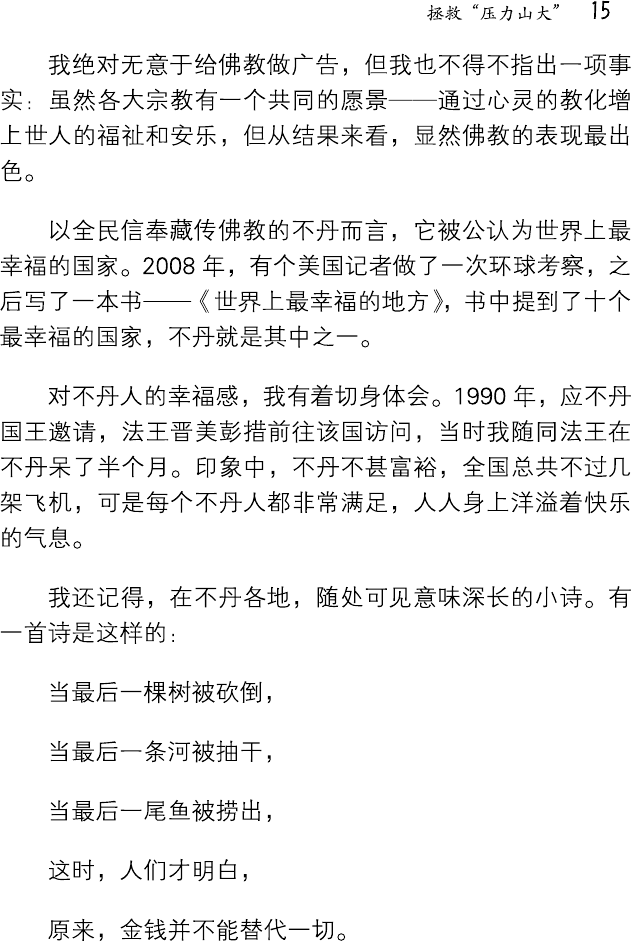 拯救“压力山大” 15
我绝对无意于给佛教做广告，但我也不得不指出一项事
实：虽然各大宗教有一个共同的愿景——通过心灵的教化增
上世人的福祉和安乐，但从结果来看，显然佛教的表现最出
色。
以全民信奉藏传佛教的不丹而言，它被公认为世界上最
幸福的国家。2008 年，有个美国记者做了一次环球考察，之
后写了一本书——《世界上最幸福的地方》，书中提到了十个
最幸福的国家，不丹就是其中之一。
对不丹人的幸福感，我有着切身体会。1990 年，应不丹
国王邀请，法王晋美彭措前往该国访问，当时我随同法王在
不丹呆了半个月。印象中，不丹不甚富裕，全国总共不过几
架飞机，可是每个不丹人都非常满足，人人身上洋溢着快乐
的气息。
我还记得，在不丹各地，随处可见意味深长的小诗。有
一首诗是这样的：
当最后一棵树被砍倒，
当最后一条河被抽干，
当最后一尾鱼被捞出，
这时，人们才明白，
原来，金钱并不能替代一切。